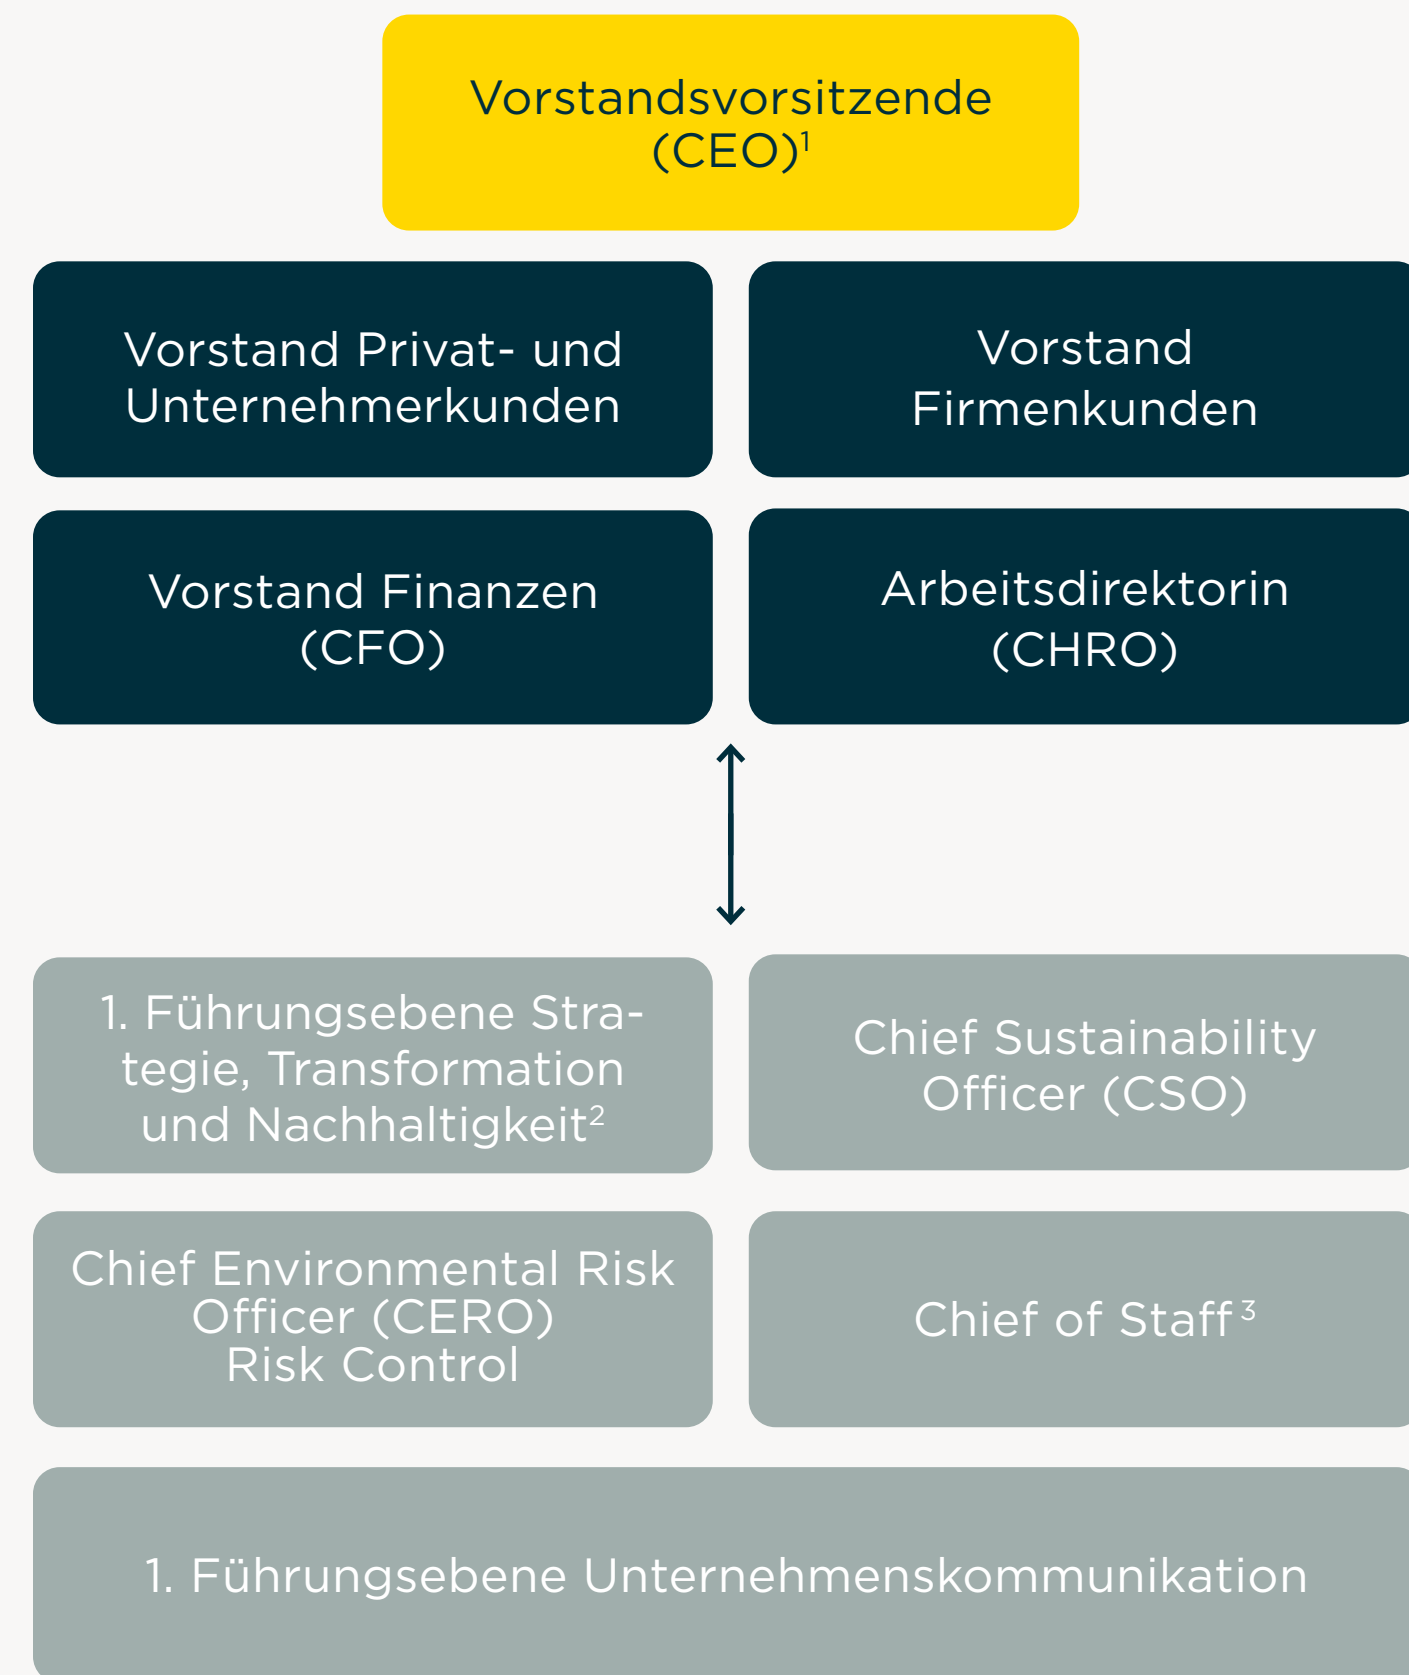 Vorstandsvorsitzende
(CEO)¹
Vorstand Privat- und
Unternehmerkunden
Vorstand
Firmenkunden
Vorstand Finanzen
(CFO)
Arbeitsdirektorin
(CHRO)
1. Führungsebene Stra-
tegie, Transformation
und Nachhaltigkeit²
Chief Sustainability
Officer (CSO)
Chief Environmental Risk
Officer (CERO)
Risk Control
Chief of Staff ³
1. Führungsebene Unternehmenskommunikation